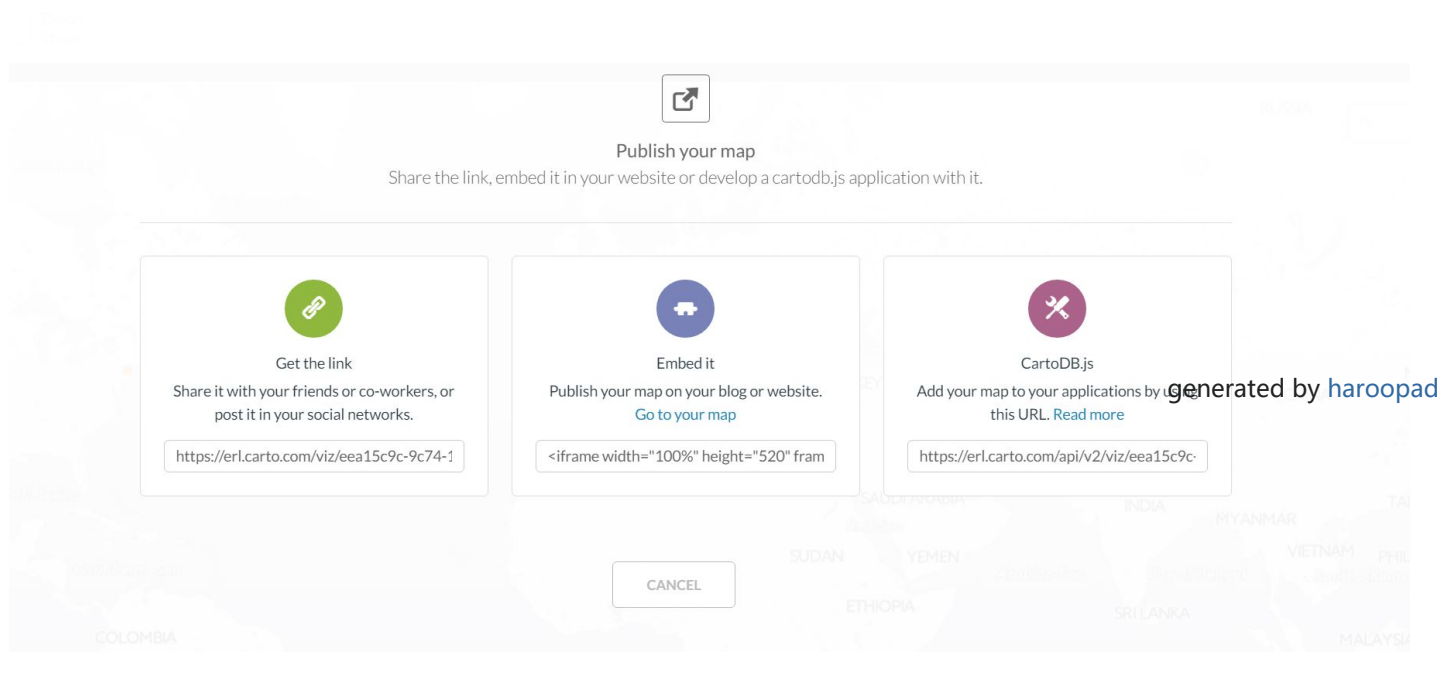 Publish your map
Share the link, embed it in your website or develop a cartodb.js application with it.
Get the link
Share it with your friends or co-workers, or
post it in your social networks.
https://erl.carto.com/viz/eea15c9c-9c74-1
Embed it
Publish your map on your blog or website.
Go to your map
<iframe width="100%" height="520" fram
CartoDB.js
Add your map to your applications by using
this URL. Read more
https://erl.carto.com/api/v2/viz/eea15c9c-
generated by haroopad
SAUDI ARABIA
INDIA
MYANMAR
SUDAN
YEMEN
VIETNAM
PHIL
CANCEL
ETHIOPIA
SRI LANKA
COLOMBIA
MALAYSIA